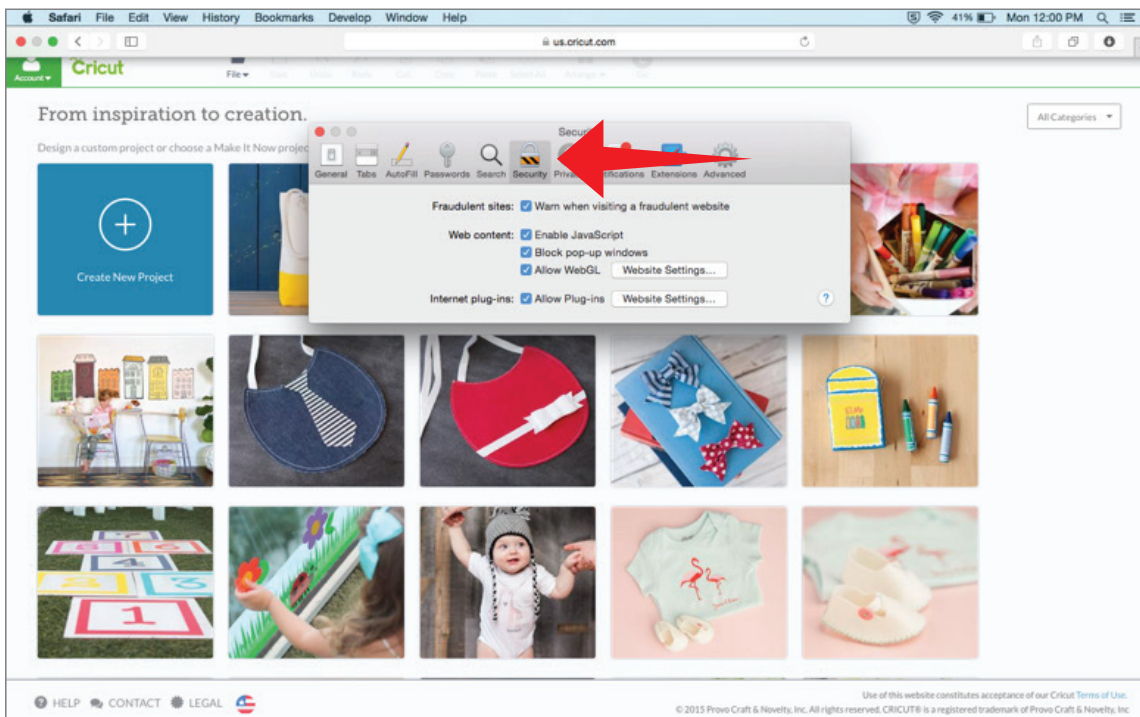 Safari File Edit View History Bookmarks Develop Window Help 41% Mon 12:00 PM
us.cricut.com
Account Cricut File
From inspiration to creation.
All Categories
Design a custom project or choose a Make It Now projec
Create New Project
General Tabs AutoFill Passwords Search Security Extensions Advanced
Fraudulent sites: Warn when visiting a fraudulent website
Web content: Enable JavaScript
Block pop-up windows
Allow WebGL Website Settings...
Internet plug-ins: Allow Plug-ins Website Settings... ?
1
HELP CONTACT LEGAL
Use of this website constitutes acceptance of our Cricut Terms of Use.
© 2015 Provo Craft & Novelty, Inc. All rights reserved. CRICUT® is a registered trademark of Provo Craft & Novelty, Inc